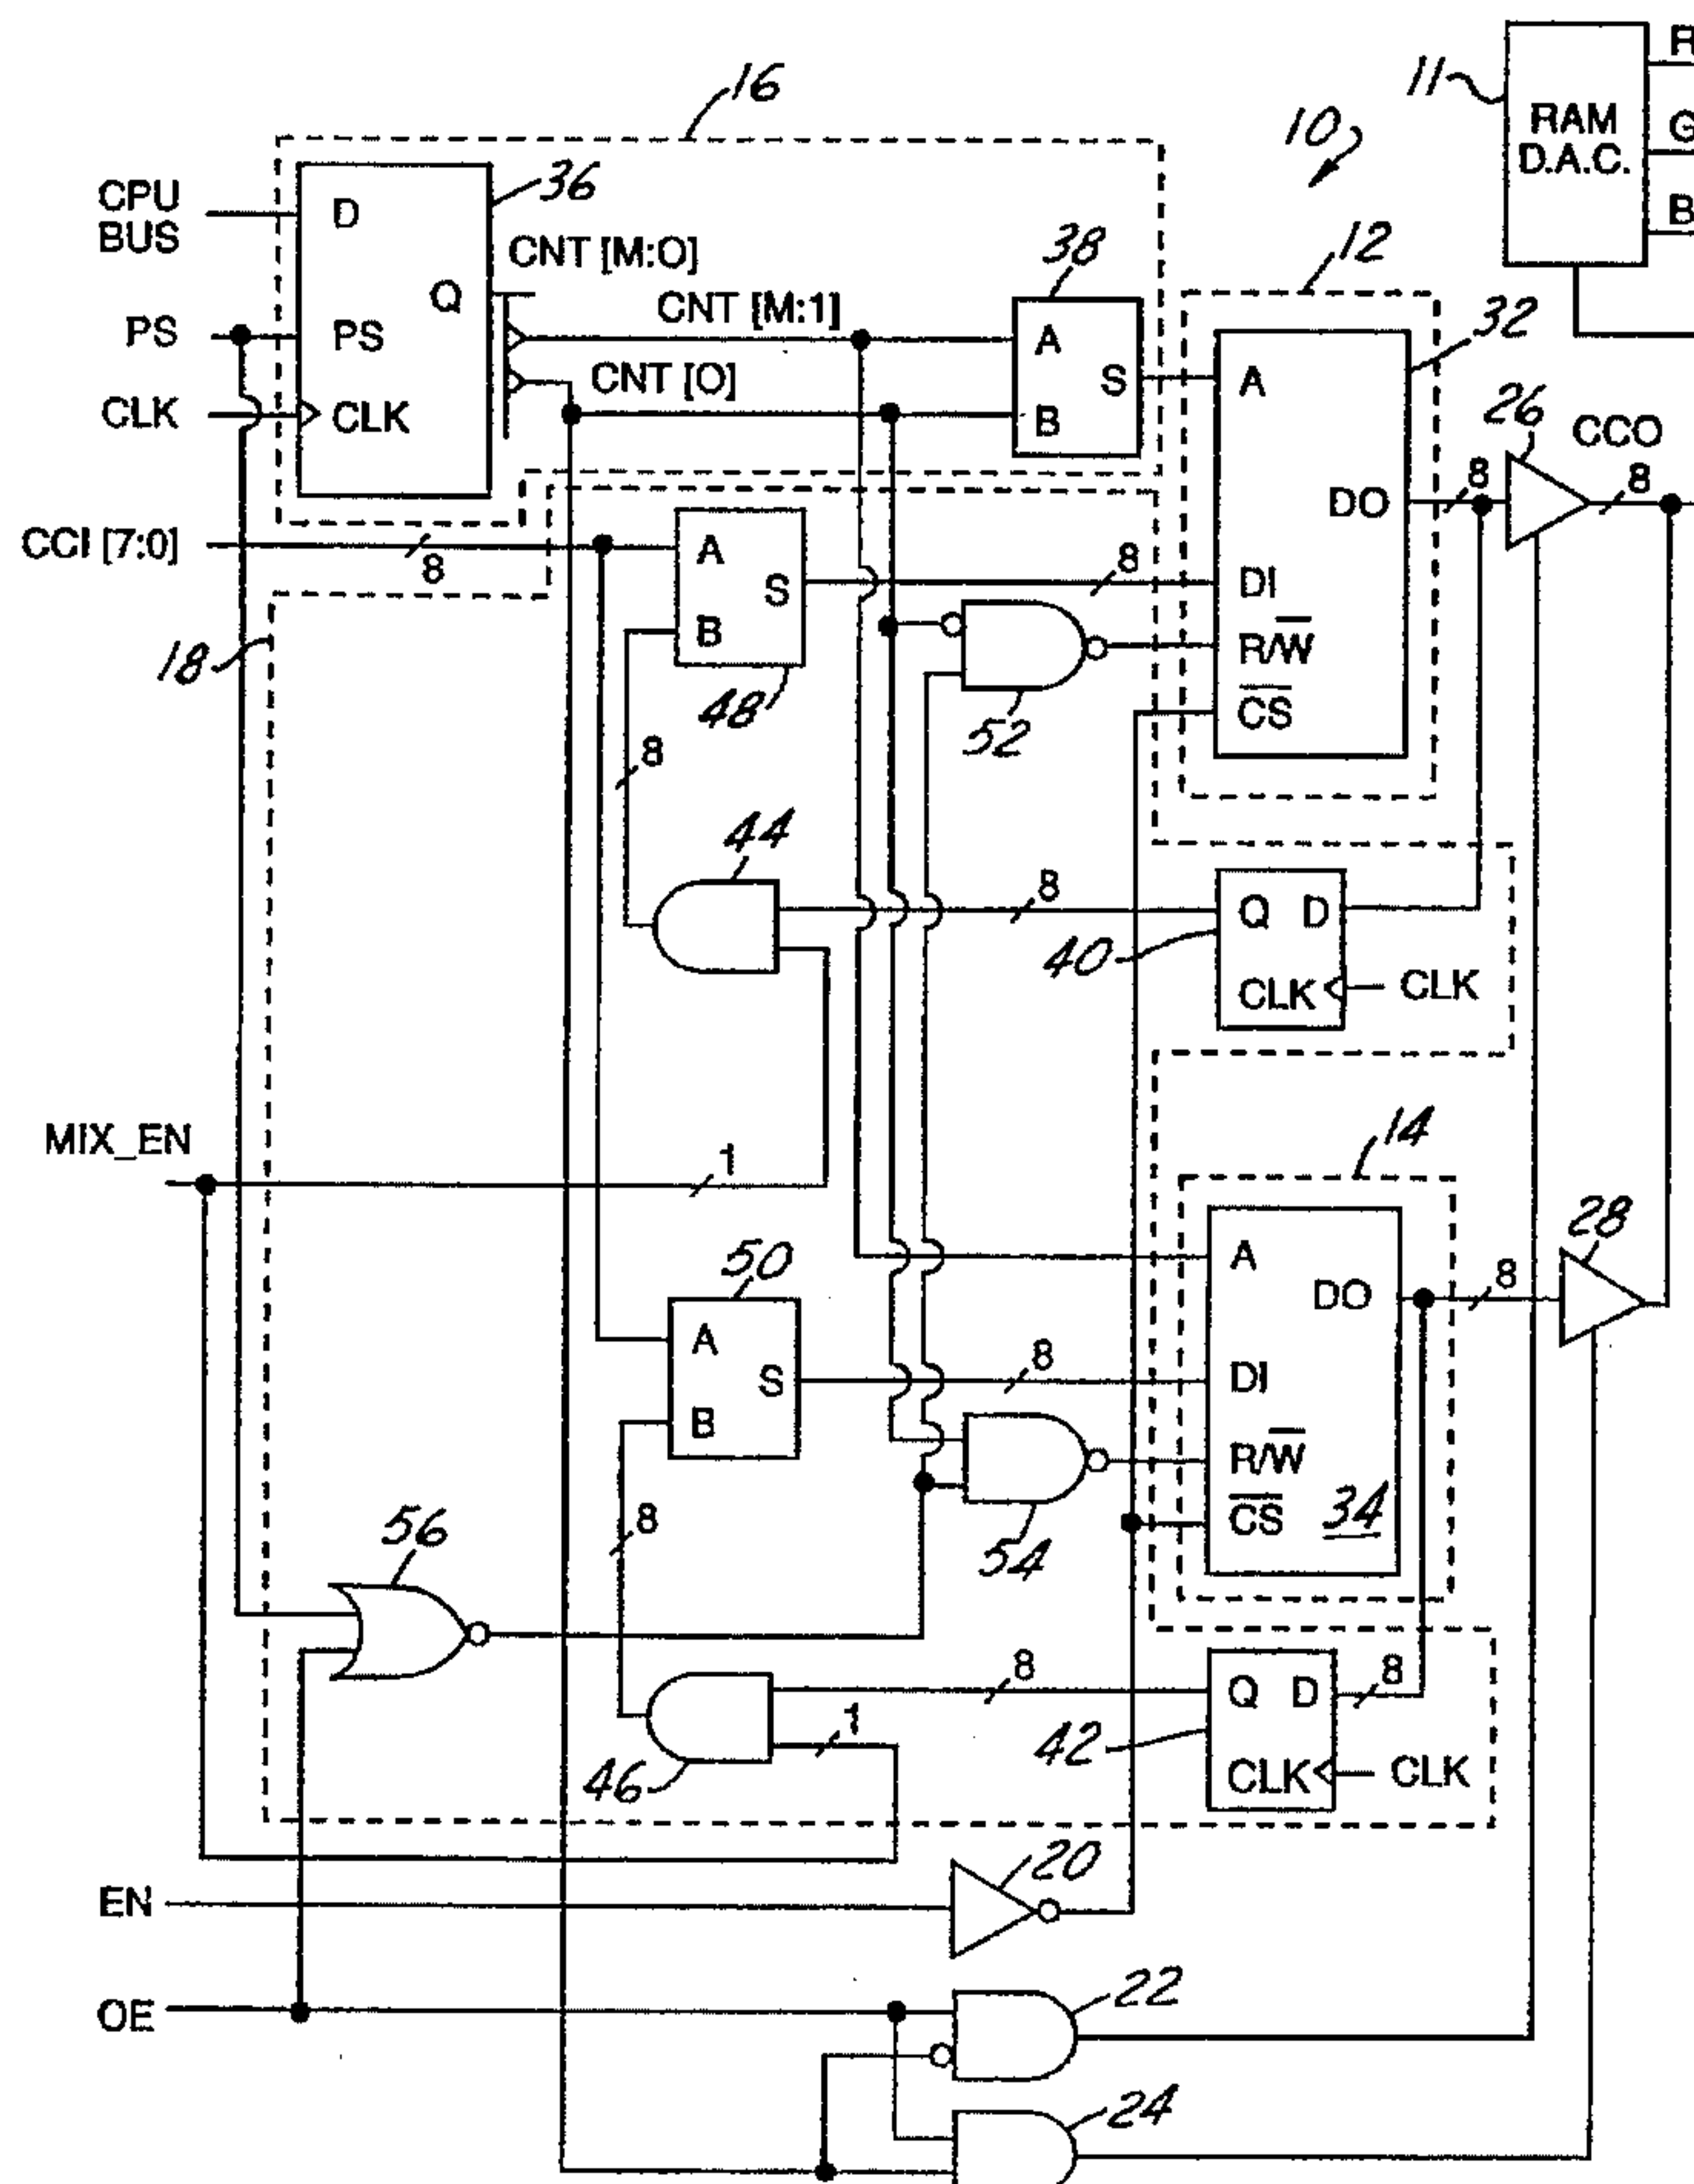 16
11
RAM
D.A.C.
R
G
B
10
36
CPU
BUS
D
CNT [M:O]
Q
38
12
32
PS
PS
CNT [M:1]
A
A
S
26
CCO
CLK
CLK
CNT [O]
B
8
8
DO
CCI [7:0]
8
A
S
B
8
DI
R/W
CS
18
48
52
8
44
8
Q D
40
CLK
CLK
MIX_EN
1
14
28
50
A
8
DO
A
S
B
8
DI
R/W
CS
34
54
56
8
8
Q D
8
42
CLK
CLK
1
46
20
EN
22
OE
24